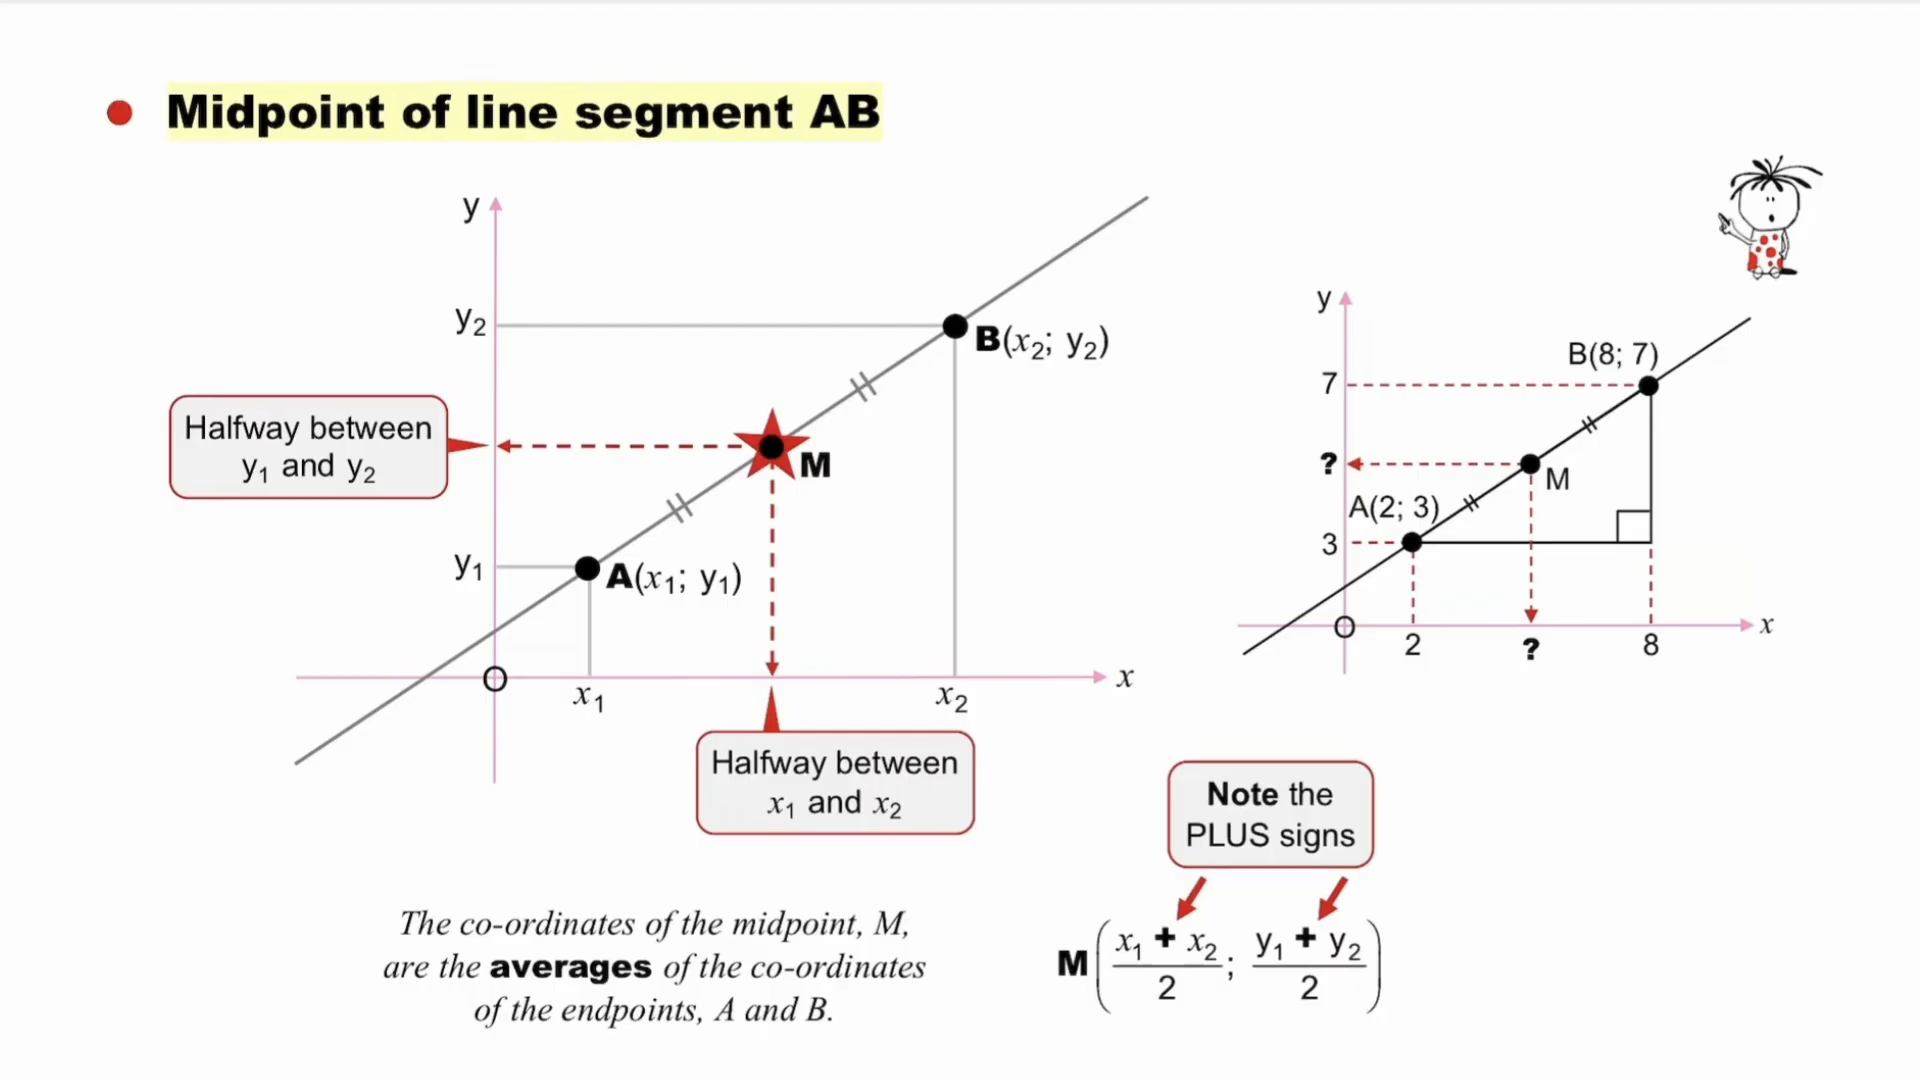 Midpoint of line segment AB
y
y₂
B(x₂; y₂)
Halfway between
y₁ and y₂
M
y₁
A(x₁; y₁)
O
x₁
x₂
x
Halfway between
x₁ and x₂
y
B(8; 7)
7
?
M
A(2; 3)
3
O
2
?
8
x
Note the
PLUS signs
The co-ordinates of the midpoint, M,
are the averages of the co-ordinates
of the endpoints, A and B.
M((x₁ + x₂)/2; (y₁ + y₂)/2)